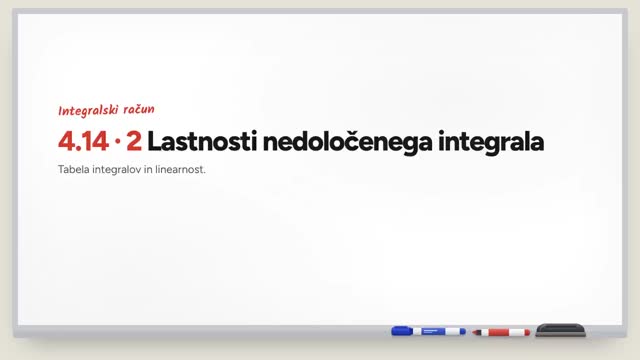 Integralski račun
4.14 · 2 Lastnosti nedoločenega integrala
Tabela integralov in linearnost.